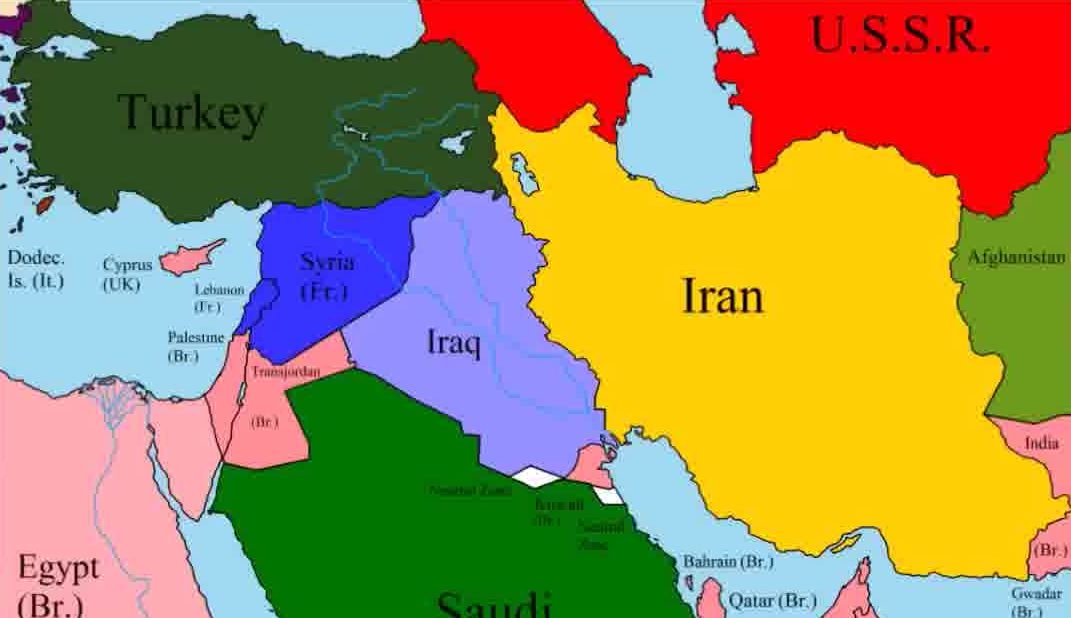 U.S.S.R.
Turkey
Dodec.
Is. (It.)
Cyprus
(UK)
Syria
(Fr.)
Lebanon
(Fr.)
Afghanistan
Iran
Palestine
(Br.)
Iraq
Transjordan
(Br.)
India
Neutral Zone
Kuwait
(Br.)
Neutral
Zone
(Br.)
Bahrain (Br.)
Egypt
(Br.)
Saudi
Qatar (Br.)
Gwadar
(Br.)